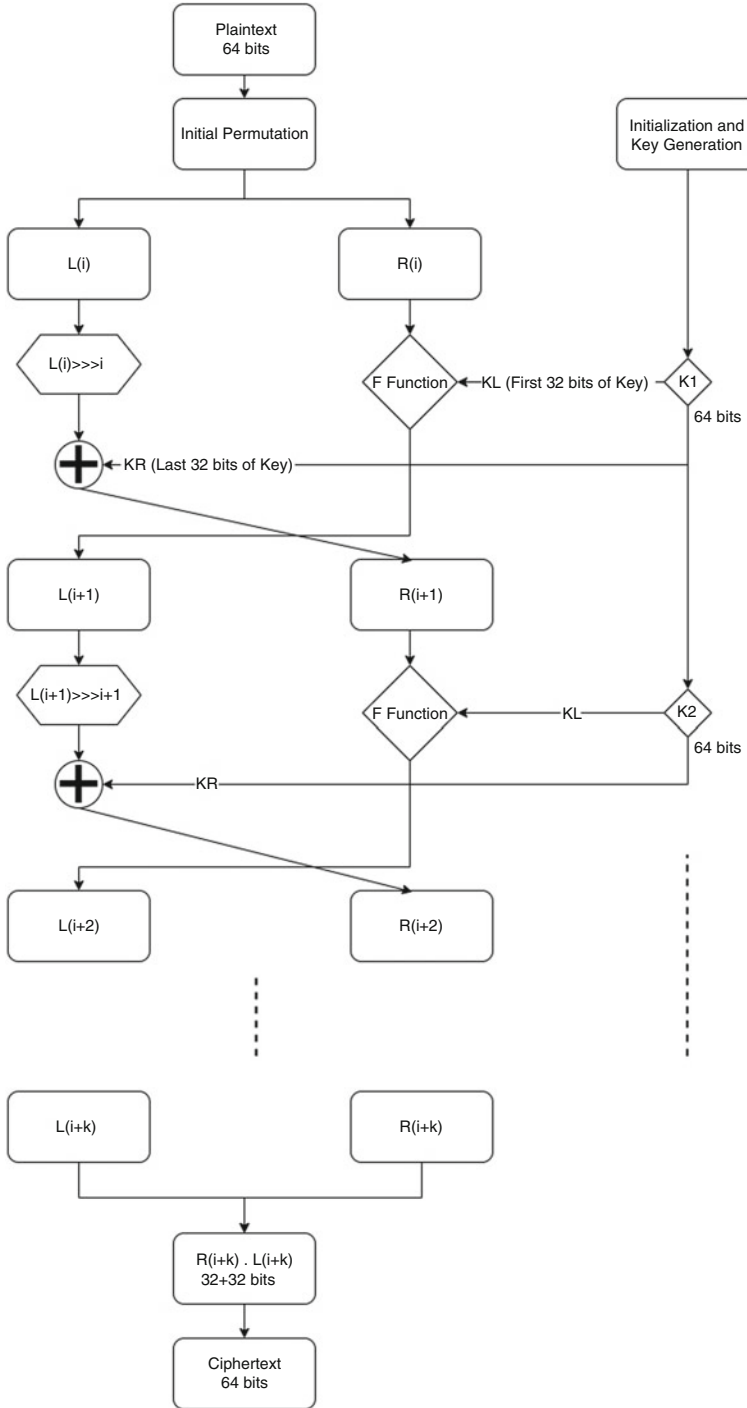 Plaintext
64 bits
Initial Permutation
Initialization and
Key Generation
L(i)
R(i)
L(i)>>>i
F Function
KL (First 32 bits of Key)
K1
64 bits
KR (Last 32 bits of Key)
L(i+1)
R(i+1)
L(i+1)>>>i+1
F Function
KL
K2
64 bits
KR
L(i+2)
R(i+2)
L(i+k)
R(i+k)
R(i+k) . L(i+k)
32+32 bits
Ciphertext
64 bits